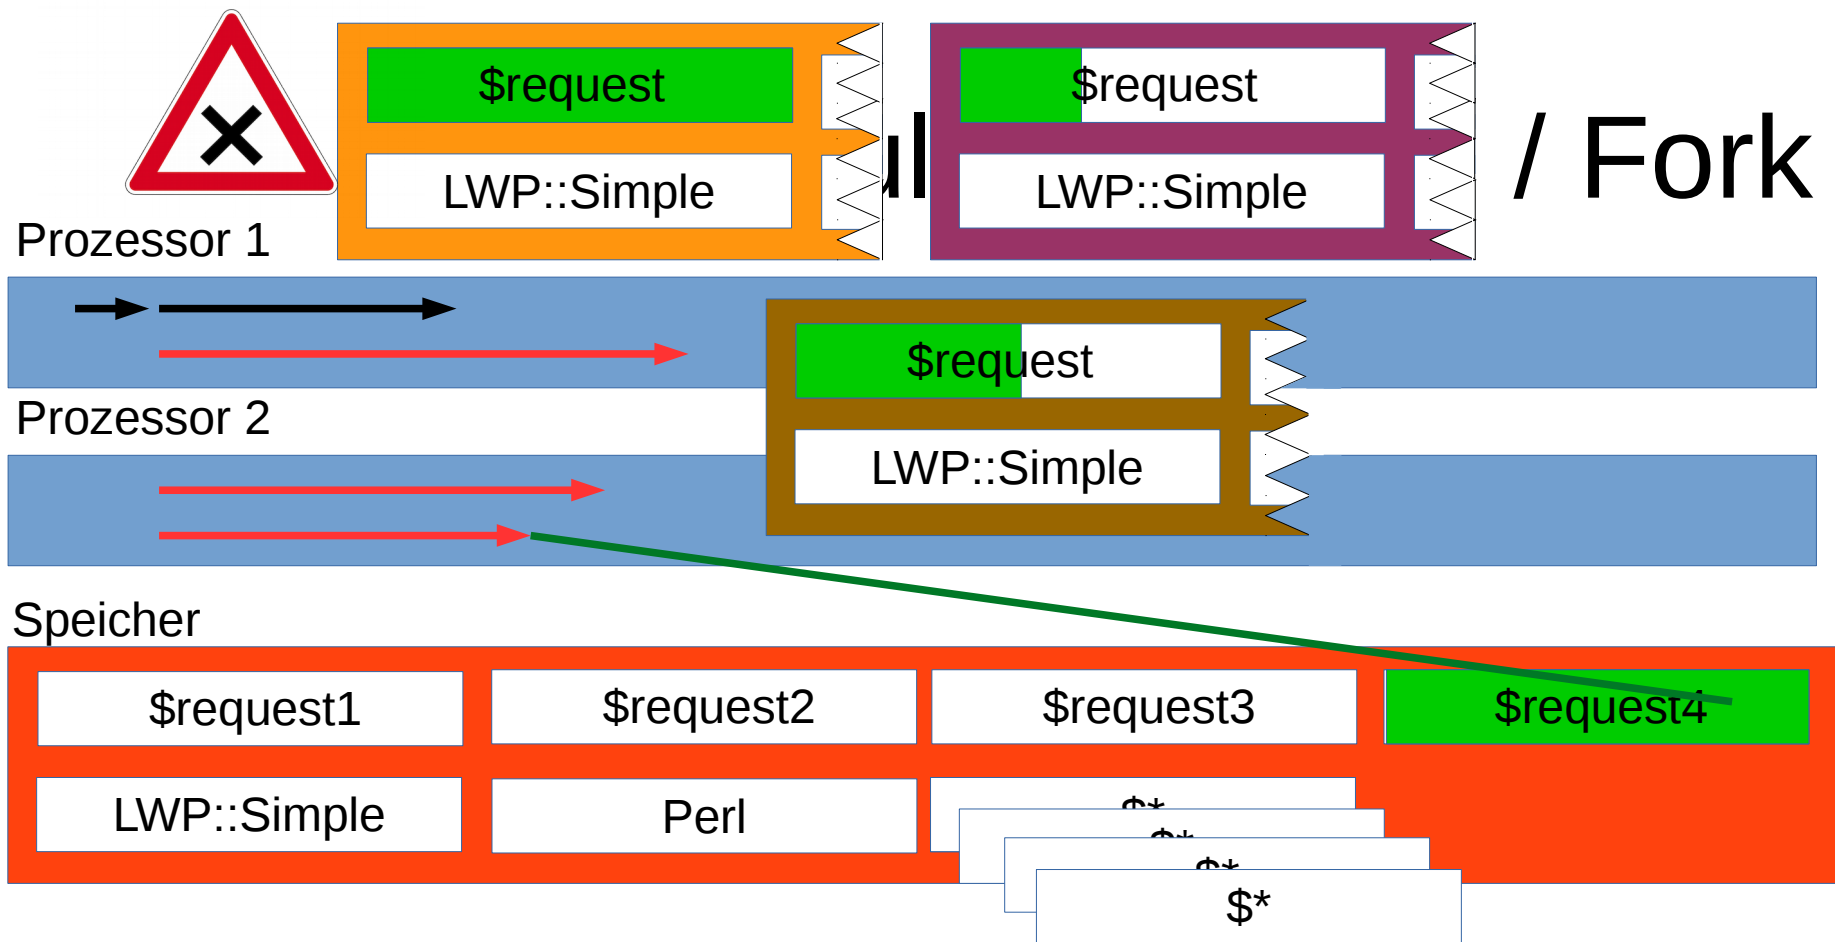 $request
$request
LWP::Simple
LWP::Simple
/ Fork
Prozessor 1
$request
LWP::Simple
Prozessor 2
Speicher
$request1
$request2
$request3
$request4
LWP::Simple
Perl
$*
$*
$*
$*